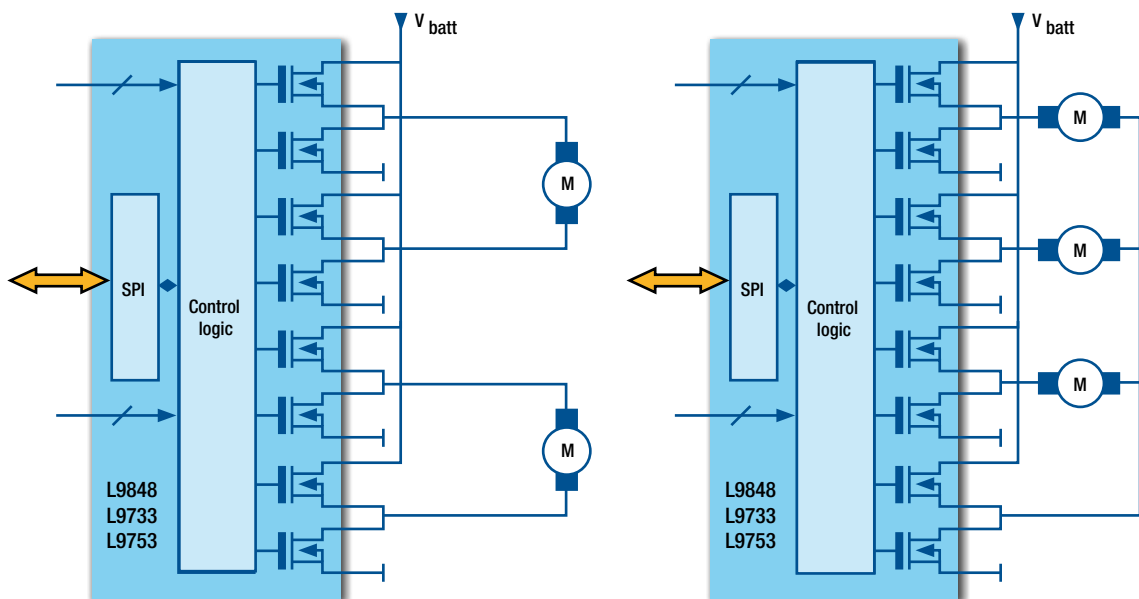 V batt
SPI
Control
logic
M
M
L9848
L9733
L9753
V batt
SPI
Control
logic
M
M
M
L9848
L9733
L9753